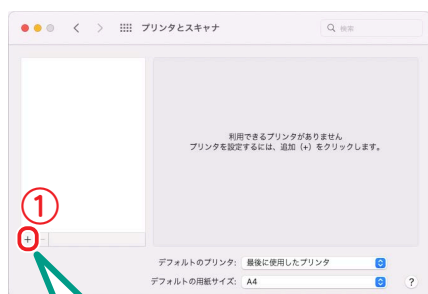 プリンタとスキャナ
検索
利用できるプリンタがありません
プリンタを設定するには、追加（+）をクリックします。
①
+ −
デフォルトのプリンタ: 最後に使用したプリンタ
デフォルトの用紙サイズ: A4
?